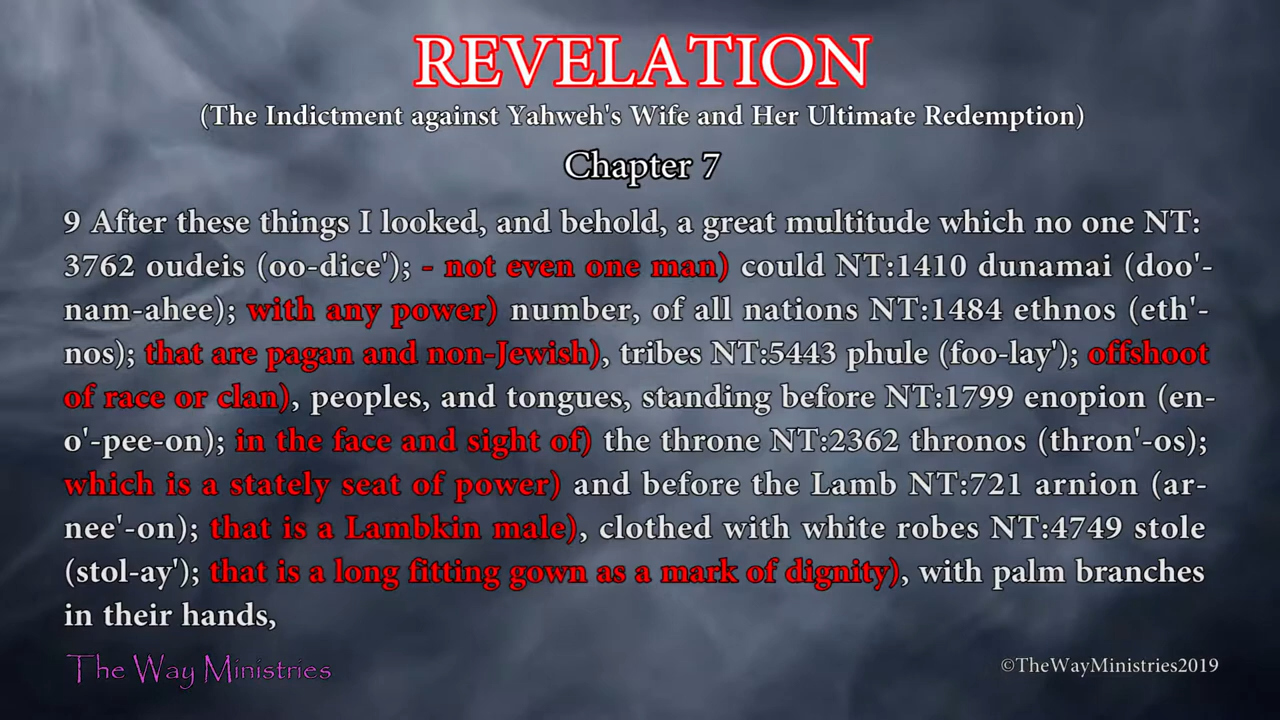 REVELATION
(The Indictment against Yahweh's Wife and Her Ultimate Redemption)
Chapter 7
9 After these things I looked, and behold, a great multitude which no one NT:
3762 oudeis (oo-dice'); - not even one man) could NT:1410 dunamai (doo'-
nam-ahee); with any power) number, of all nations NT:1484 ethnos (eth'-
nos); that are pagan and non-Jewish), tribes NT:5443 phule (foo-lay'); offshoot
of race or clan), peoples, and tongues, standing before NT:1799 enopion (en-
o'-pee-on); in the face and sight of) the throne NT:2362 thronos (thron'-os);
which is a stately seat of power) and before the Lamb NT:721 arnion (ar-
nee'-on); that is a Lambkin male), clothed with white robes NT:4749 stole
(stol-ay'); that is a long fitting gown as a mark of dignity), with palm branches
in their hands,
The Way Ministries
©TheWayMinistries2019